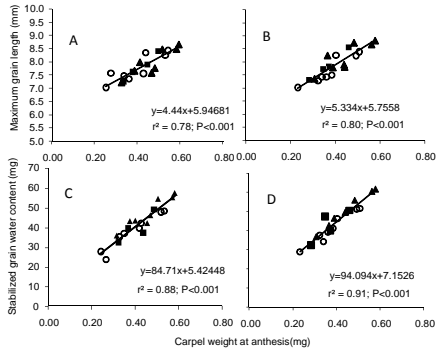 Maximum grain length (mm)
9.0
8.5
8.0
7.5
7.0
6.5
6.0
5.5
5.0
A
y=4.44x+5.94681
r² = 0.78; P<0.001
0.00 0.20 0.40 0.60 0.80
B
y=5.334x+5.7558
r² = 0.80; P<0.001
0.00 0.20 0.40 0.60 0.80
Stabilized grain water content (mg)
70
60
50
40
30
20
10
0
C
y=84.71x+5.42448
r² = 0.88; P<0.001
0.00 0.20 0.40 0.60 0.80
D
y=94.094x+7.1526
r² = 0.91; P<0.001
0.00 0.20 0.40 0.60 0.80
Carpel weight at anthesis(mg)